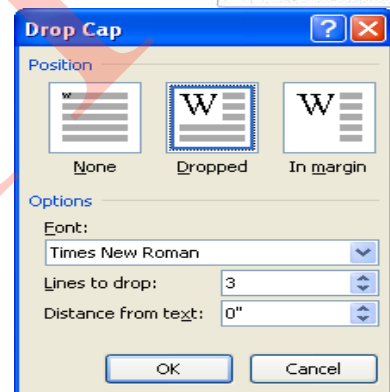 Drop Cap
Position
W W W
None Dropped In margin
Options
Font:
Times New Roman
Lines to drop: 3
Distance from text: 0"
OK Cancel